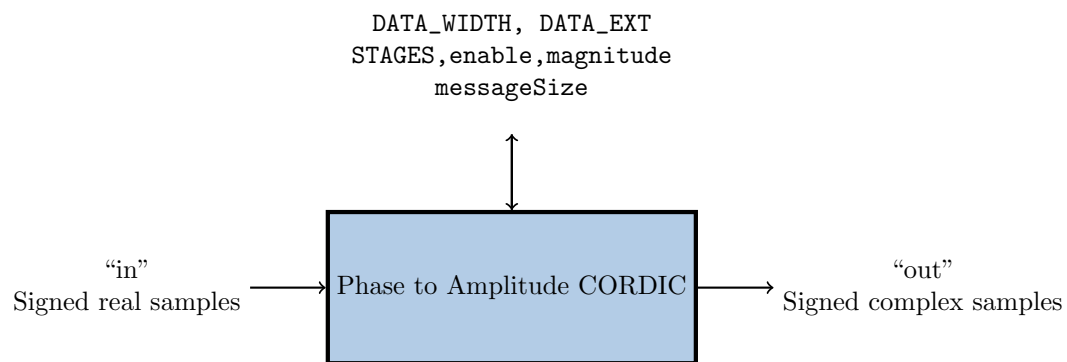 DATA_WIDTH, DATA_EXT
STAGES,enable,magnitude
messageSize
“in”
Signed real samples
Phase to Amplitude CORDIC
“out”
Signed complex samples